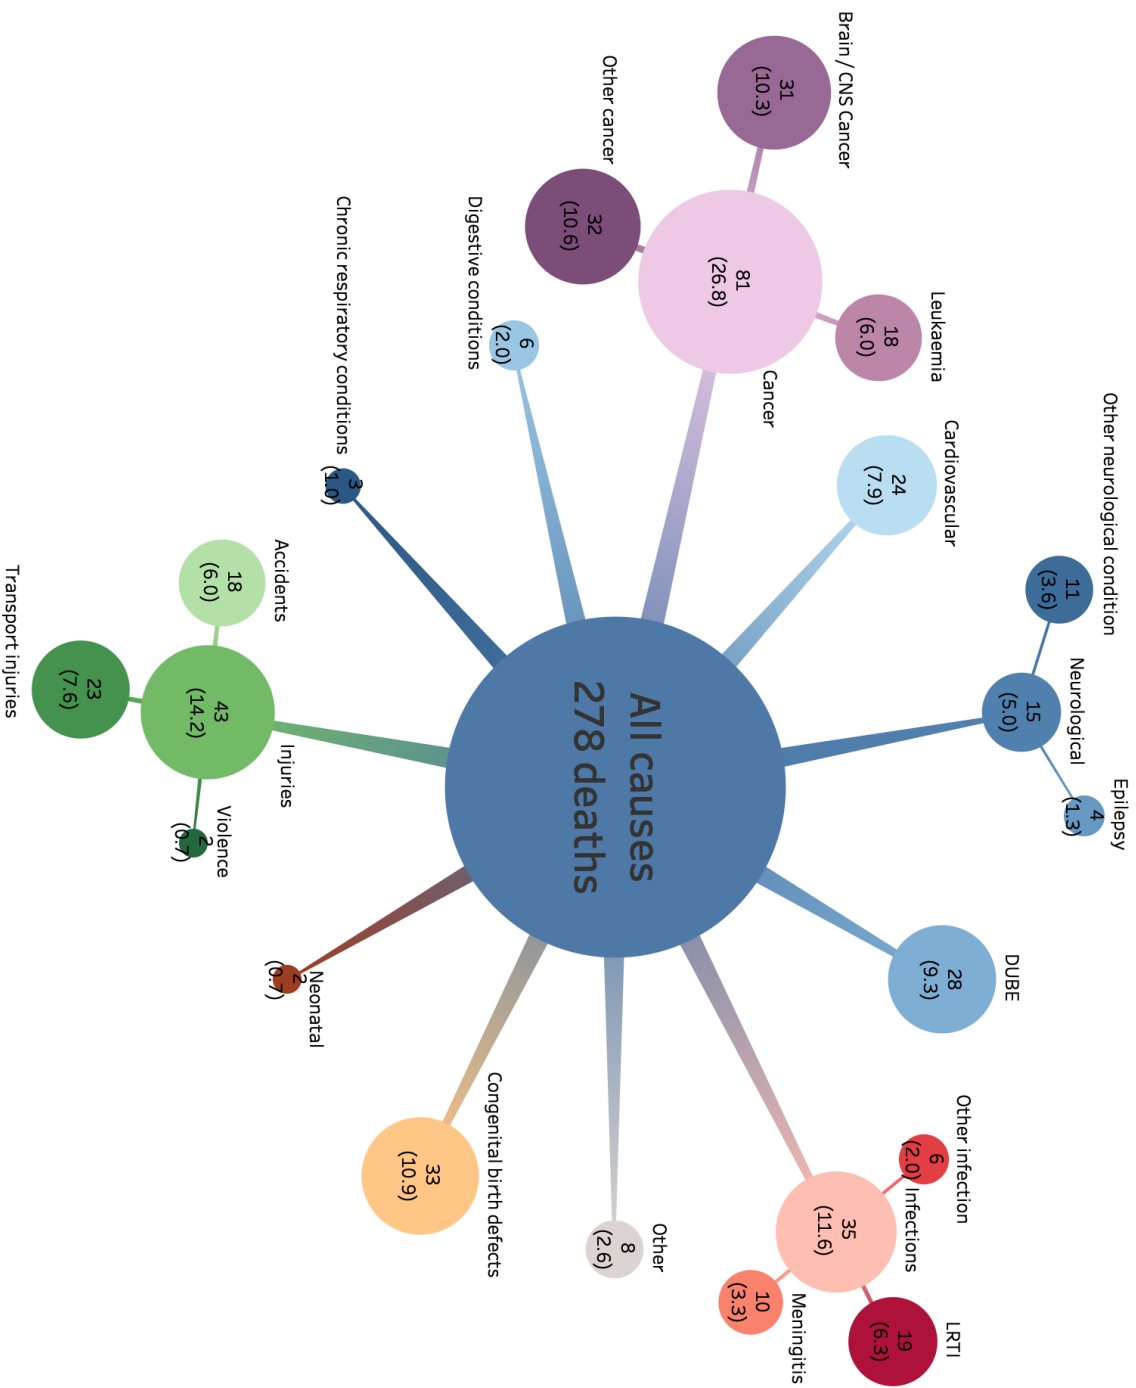 Other neurological condition
11
(3.6)
Neurological
15
(5.0)
Epilepsy
4
(1.3)
Leukaemia
18
(6.0)
Cardiovascular
24
(7.9)
DUBE
28
(9.3)
Other infection
6
(2.0)
Infections
35
(11.6)
LRTI
19
(6.3)
Meningitis
10
(3.3)
Brain / CNS Cancer
31
(10.3)
Cancer
81
(26.8)
Other cancer
32
(10.6)
All causes
278 deaths
Other
8
(2.6)
Digestive conditions
6
(2.0)
Congenital birth defects
33
(10.9)
Chronic respiratory conditions
3
(1.0)
Neonatal
2
(0.7)
Injuries
43
(14.2)
Accidents
18
(6.0)
Violence
2
(0.7)
Transport injuries
23
(7.6)